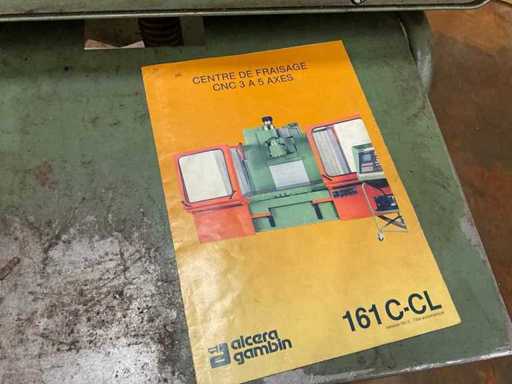 CENTRE DE FRAISAGE
CNC 3 A 5 AXES
161 C-CL
alcera
gambin